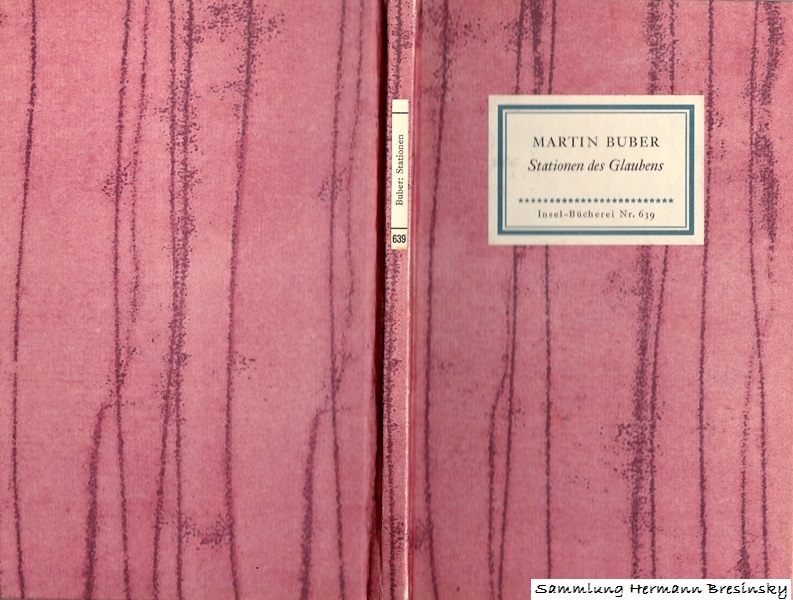 Buber: Stationen
639
MARTIN BUBER
Stationen des Glaubens
Insel-Bücherei Nr. 639
Sammlung Hermann Bresinsky